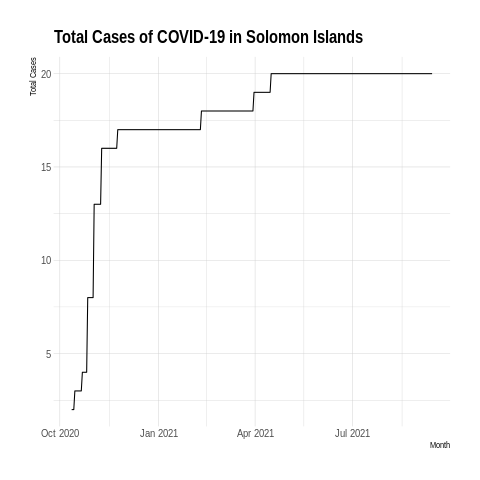 Total Cases of COVID-19 in Solomon Islands
Total Cases
20
15
10
5
Oct 2020
Jan 2021
Apr 2021
Jul 2021
Month